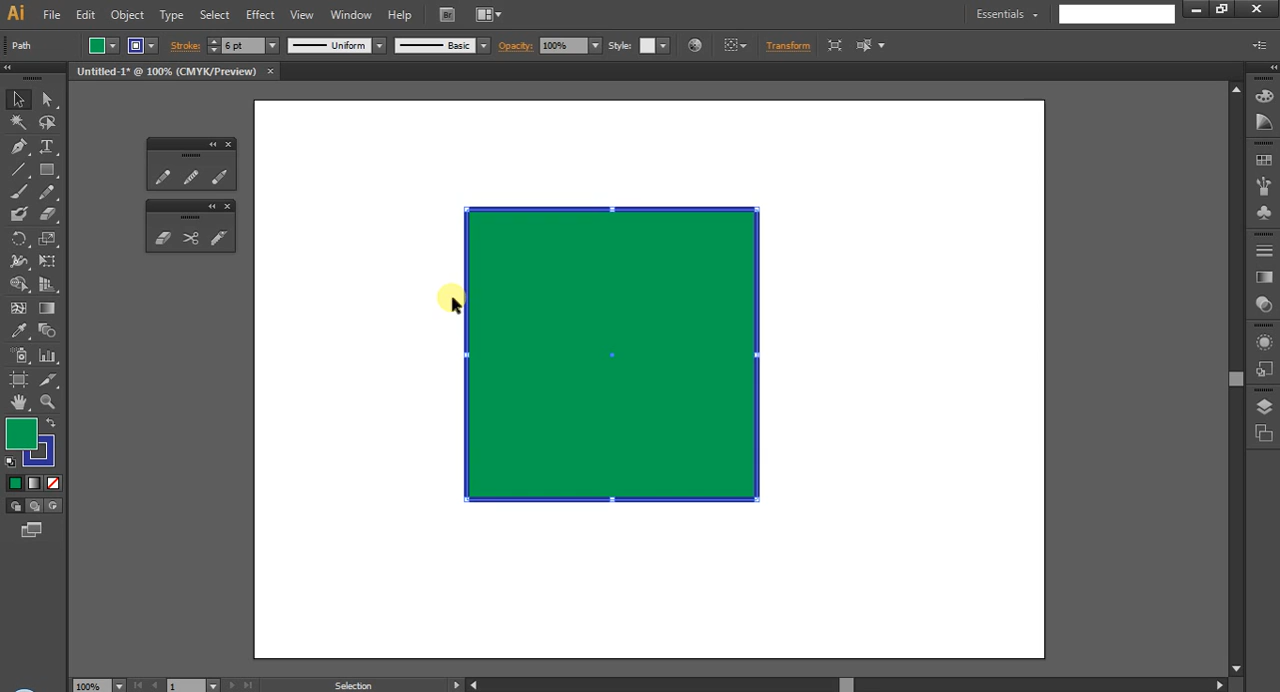 Ai File Edit Object Type Select Effect View Window Help Br Essentials
Path Stroke: 6 pt Uniform Basic Opacity: 100% Style: Transform
Untitled-1* @ 100% (CMYK/Preview) ×
T
100% 1 Selection